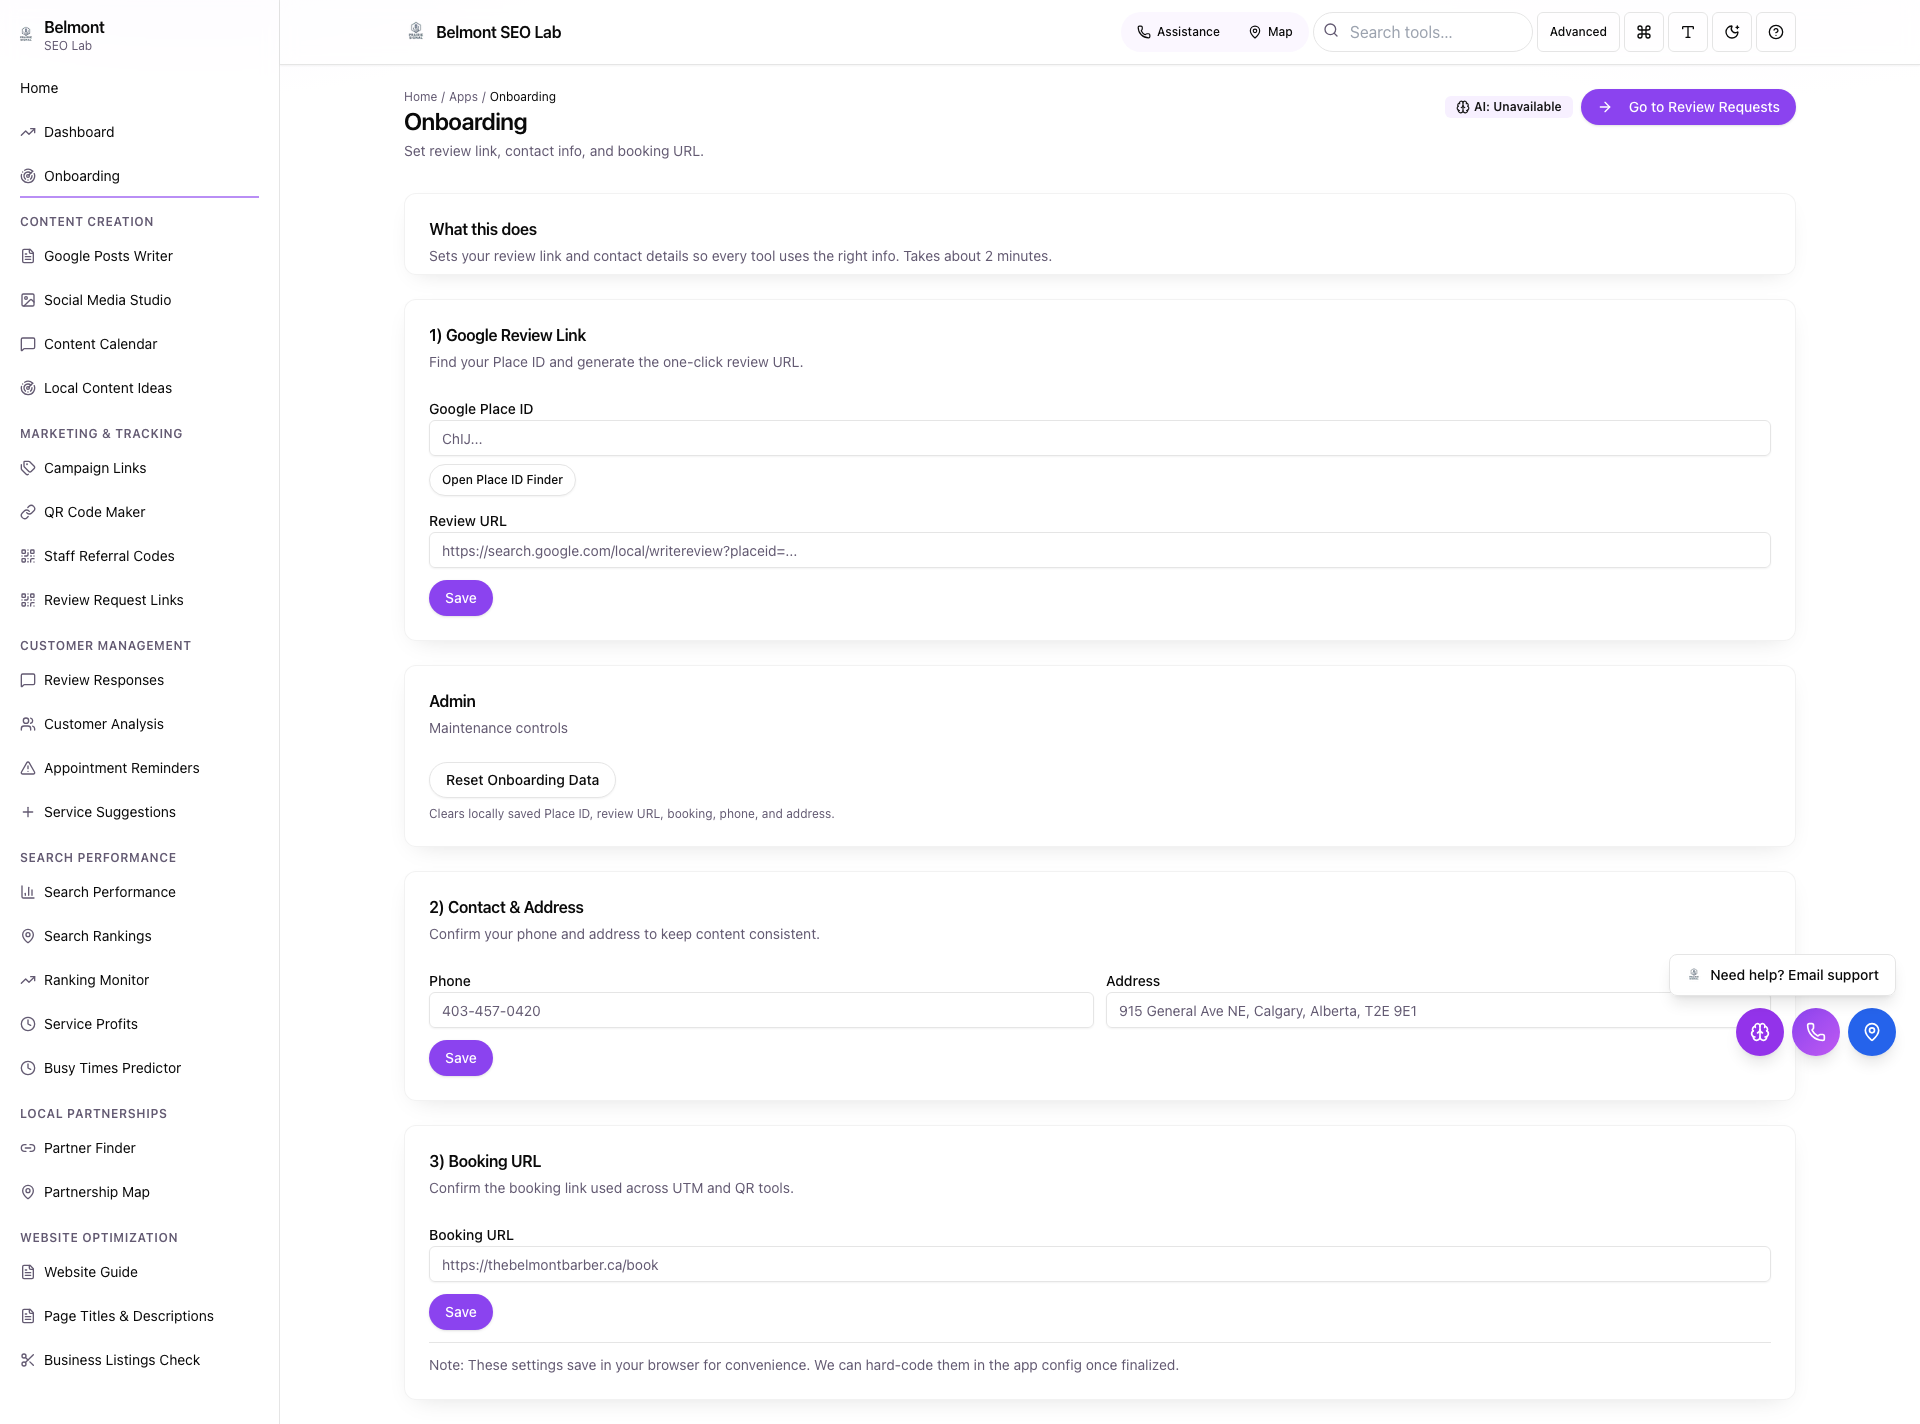 Belmont
SEO Lab
Home
Dashboard
Onboarding
CONTENT CREATION
Google Posts Writer
Social Media Studio
Content Calendar
Local Content Ideas
MARKETING & TRACKING
Campaign Links
QR Code Maker
Staff Referral Codes
Review Request Links
CUSTOMER MANAGEMENT
Review Responses
Customer Analysis
Appointment Reminders
Service Suggestions
SEARCH PERFORMANCE
Search Performance
Search Rankings
Ranking Monitor
Service Profits
Busy Times Predictor
LOCAL PARTNERSHIPS
Partner Finder
Partnership Map
WEBSITE OPTIMIZATION
Website Guide
Page Titles & Descriptions
Business Listings Check
Belmont SEO Lab
Assistance
Map
Search tools...
Advanced
Home / Apps / Onboarding
Onboarding
Set review link, contact info, and booking URL.
AI: Unavailable
Go to Review Requests
What this does
Sets your review link and contact details so every tool uses the right info. Takes about 2 minutes.
1) Google Review Link
Find your Place ID and generate the one-click review URL.
Google Place ID
ChIJ...
Open Place ID Finder
Review URL
https://search.google.com/local/writereview?placeid=...
Save
Admin
Maintenance controls
Reset Onboarding Data
Clears locally saved Place ID, review URL, booking, phone, and address.
2) Contact & Address
Confirm your phone and address to keep content consistent.
Phone
403-457-0420
Address
915 General Ave NE, Calgary, Alberta, T2E 9E1
Save
Need help? Email support
3) Booking URL
Confirm the booking link used across UTM and QR tools.
Booking URL
https://thebelmontbarber.ca/book
Save
Note: These settings save in your browser for convenience. We can hard-code them in the app config once finalized.